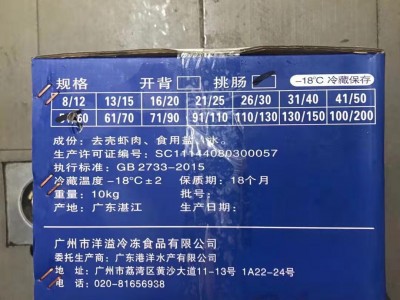 规格 开背 挑肠 -18℃ 冷藏保存
8/12 13/15 16/20 21/25 26/30 31/40 41/50
60 61/70 71/90 91/110 110/130 130/150 100/200
成份：去壳虾肉、食用盐、水。
生产许可证编号：SC11144080300057
执行标准：GB 2733-2015
冷藏温度-18℃±2 保质期：18个月
重量：10kg 批号：
产地：广东湛江 生产日期：
广州市洋溢冷冻食品有限公司
委托生产商：广东港洋水产有限公司
地址：广州市荔湾区黄沙大道11-13号 1A22-24号
电话：020-81656938